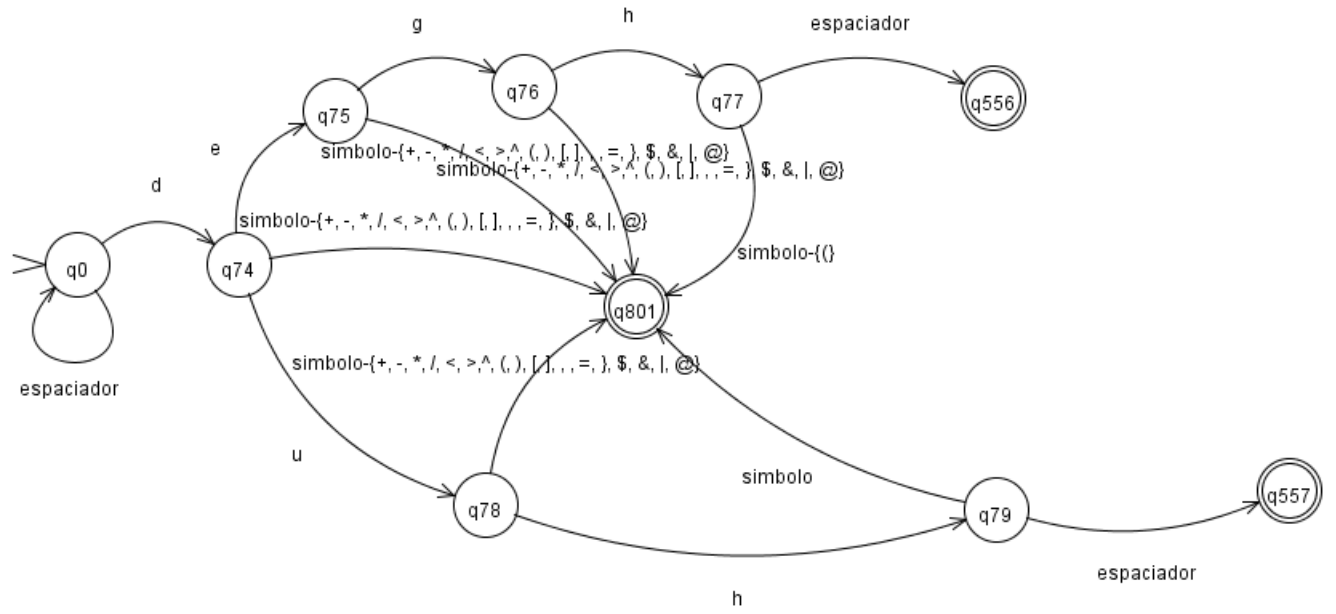 g
h
espaciador
q75
q76
q77
q556
e
simbolo-{+, -, *, /, <, >,^, (, ), [, ], , , =, }, $, &, |, @}
simbolo-{+, -, *, /, <, >,^, (, ), [, ], , , =, }, $, &, |, @}
d
simbolo-{+, -, *, /, <, >,^, (, ), [, ], , , =, }, $, &, |, @}
simbolo-{(}
q0
q74
q801
simbolo-{+, -, *, /, <, >,^, (, ), [, ], , , =, }, $, &, |, @}
espaciador
u
simbolo
q78
q79
q557
espaciador
h